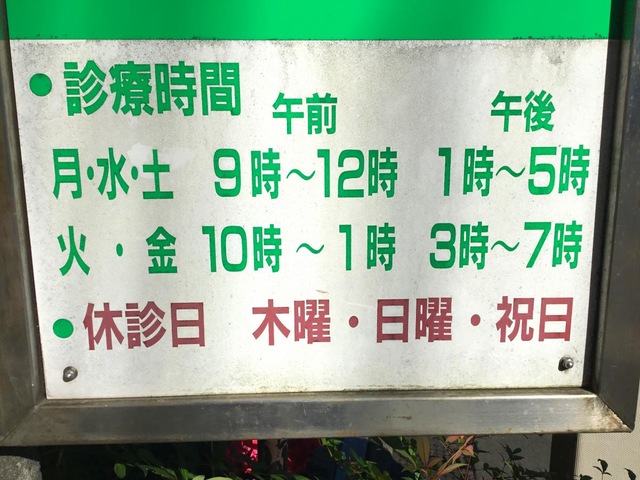 ●診療時間
午前 午後
月・水・土 9時〜12時 1時〜5時
火・金 10時〜1時 3時〜7時
●休診日 木曜・日曜・祝日